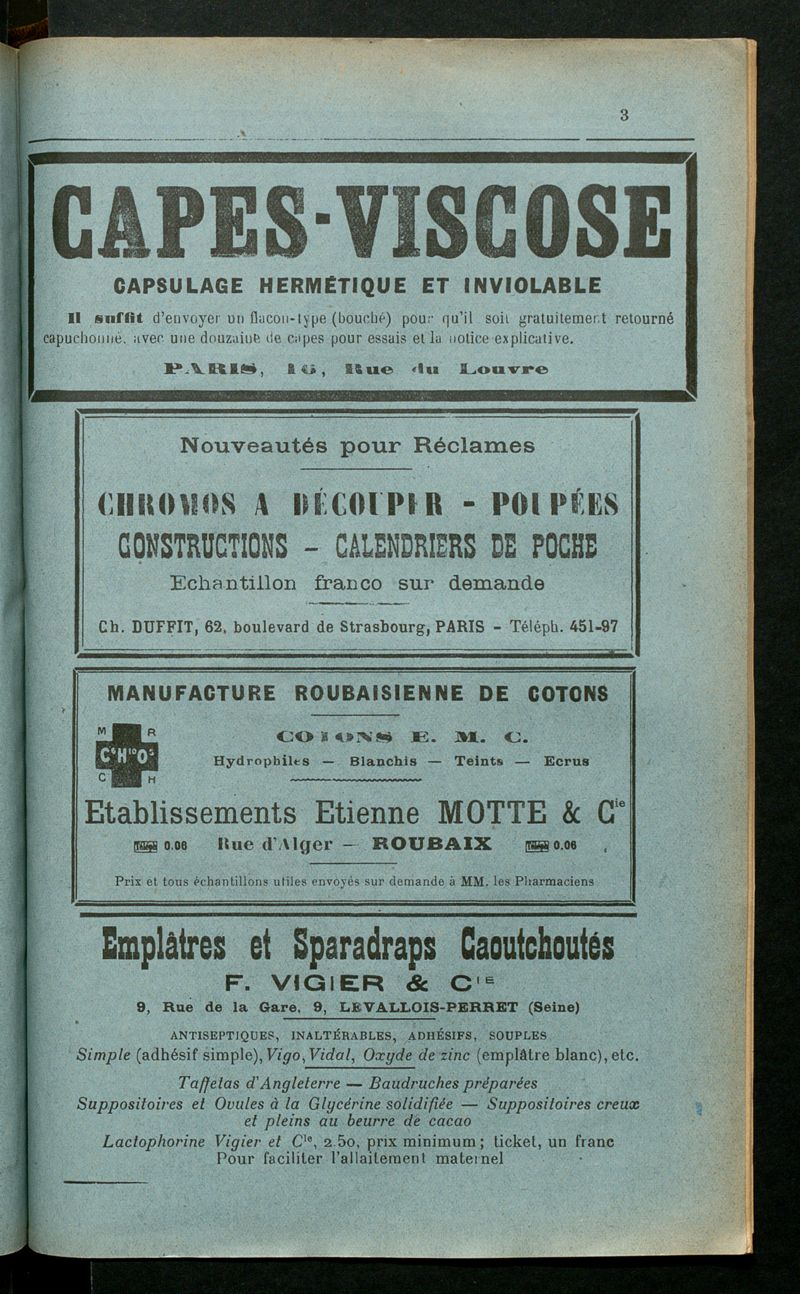 3
CAPES-VISCOSE
CAPSULAGE HERMÉTIQUE ET INVIOLABLE
Il suffit d'envoyer un flacon-type (bouché) pour qu'il soit gratuitement retourné
capuchonné, avec une douzaine de capes pour essais et la notice explicative.
PARIS, 16, Rue du Louvre
Nouveautés pour Réclames
CHROMOS A DÉCOUPER - POUPÉES
CONSTRUCTIONS - CALENDRIERS DE POCHE
Echantillon franco sur demande
Ch. DUFFIT, 62, boulevard de Strasbourg, PARIS - Téléph. 451-97
MANUFACTURE ROUBAISIENNE DE COTONS
M R
C⁶H¹⁰O⁵
C H
COTONS E. M. C.
Hydrophiles — Blanchis — Teints — Ecrus
Etablissements Etienne MOTTE & Cie
0.06 Rue d'Alger — ROUBAIX 0.06
Prix et tous échantillons utiles envoyés sur demande à MM. les Pharmaciens
Emplâtres et Sparadraps Caoutchoutés
F. VIGIER & CIE
9, Rue de la Gare, 9, LEVALLOIS-PERRET (Seine)
ANTISEPTIQUES, INALTÉRABLES, ADHÉSIFS, SOUPLES
Simple (adhésif simple), Vigo, Vidal, Oxyde de zinc (emplâtre blanc), etc.
Taffetas d'Angleterre — Baudruches préparées
Suppositoires et Ovules à la Glycérine solidifiée — Suppositoires creux
et pleins au beurre de cacao
Lactophorine Vigier et Cie, 2.50, prix minimum; ticket, un franc
Pour faciliter l'allaitement maternel